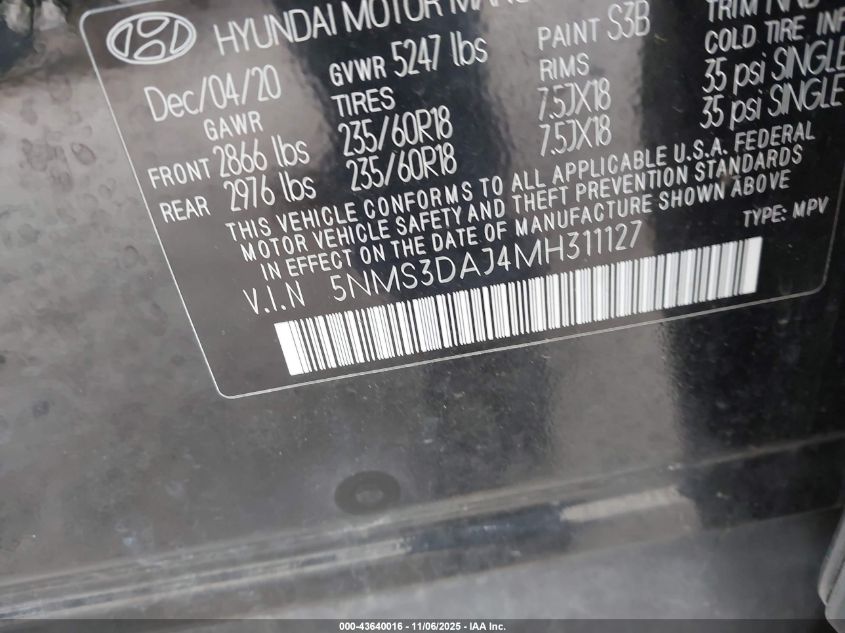 HYUNDAI MOTOR
Dec/04/20 GVWR 5247 lbs PAINT S3B TRIM
GAWR TIRES RIMS COLD TIRE
FRONT 2866 lbs 235/60R18 7.5JX18 35 psi SINGLE
REAR 2976 lbs 235/60R18 7.5JX18 35 psi SINGLE
THIS VEHICLE CONFORMS TO ALL APPLICABLE U.S.A. FEDERAL
MOTOR VEHICLE SAFETY AND THEFT PREVENTION STANDARDS
IN EFFECT ON THE DATE OF MANUFACTURE SHOWN ABOVE
V.I.N 5NMS3DAJ4MH311127 TYPE: MPV
000-43640016 - 11/06/2025 - IAA Inc.